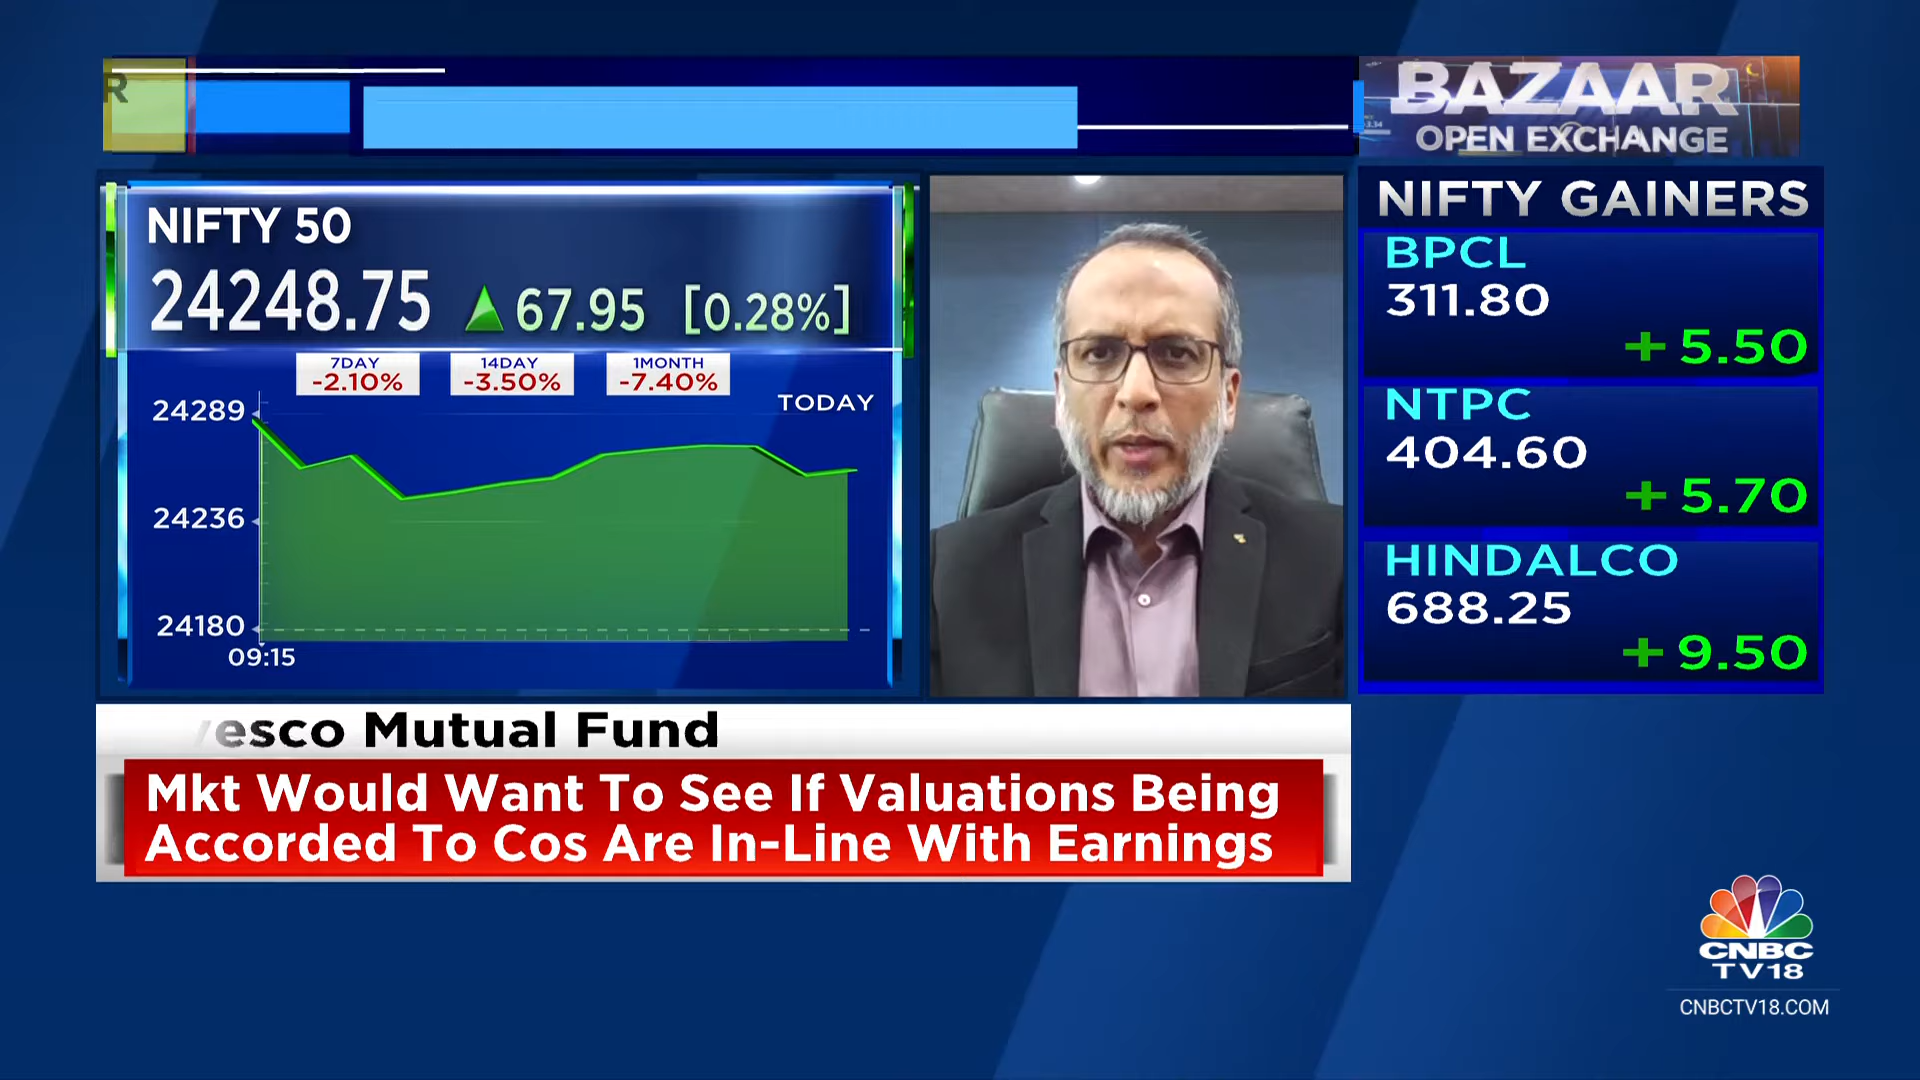 R
BAZAAR
OPEN EXCHANGE
NIFTY 50
24248.75 ▲ 67.95 [0.28%]
7DAY
-2.10%
14DAY
-3.50%
1MONTH
-7.40%
TODAY
24289
24236
24180
09:15
NIFTY GAINERS
BPCL
311.80
+ 5.50
NTPC
404.60
+ 5.70
HINDALCO
688.25
+ 9.50
vesco Mutual Fund
Mkt Would Want To See If Valuations Being
Accorded To Cos Are In-Line With Earnings
CNBC
TV18
CNBCTV18.COM